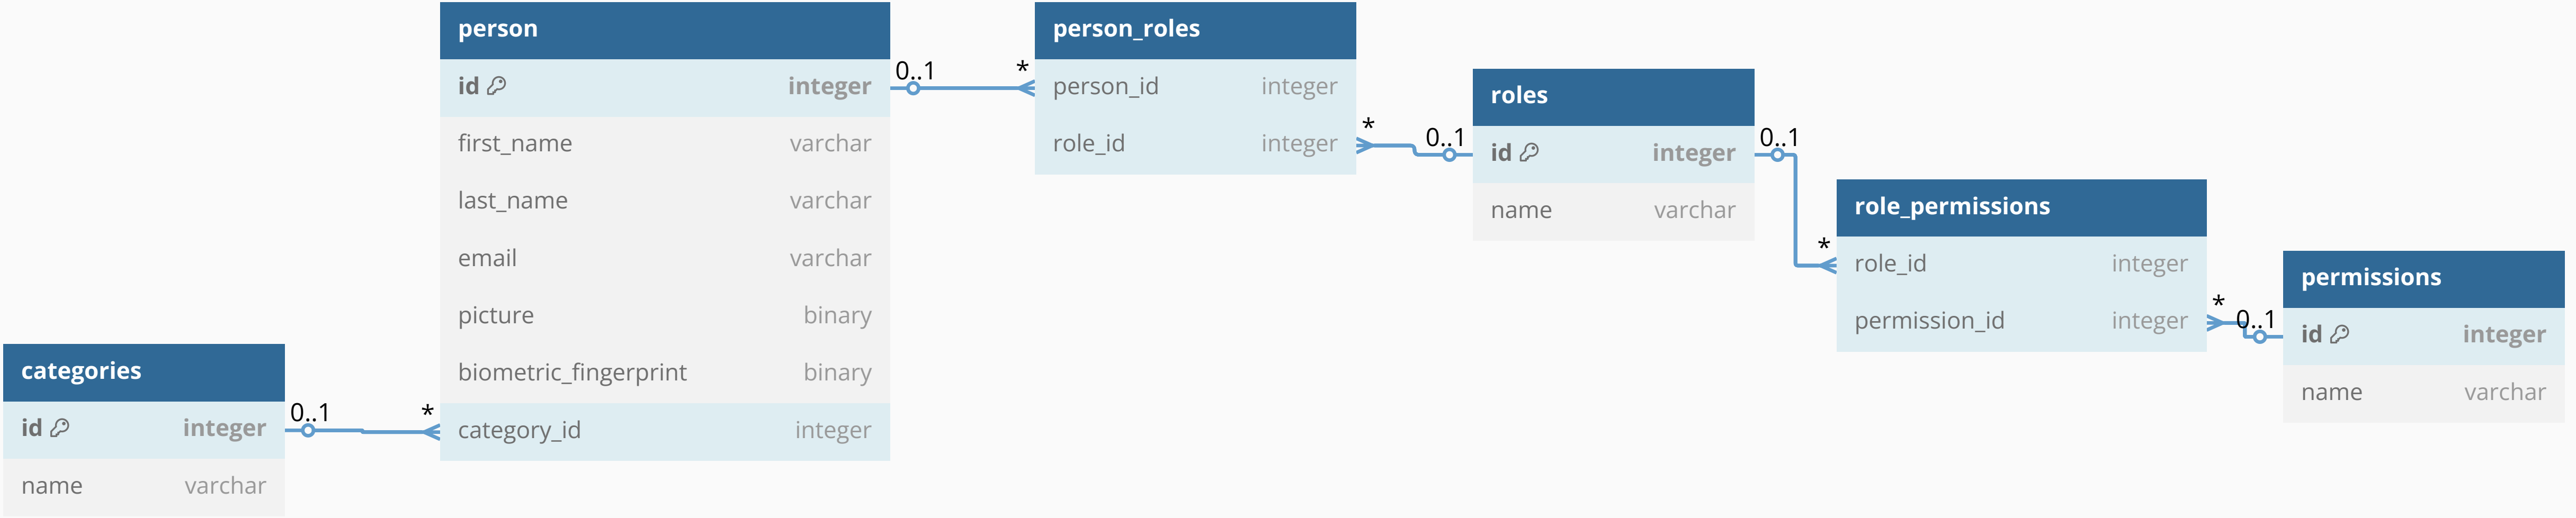 person
id integer
first_name varchar
last_name varchar
email varchar
picture binary
biometric_fingerprint binary
category_id integer
0..1 *
person_roles
person_id integer
role_id integer
* 0..1
roles
id integer
name varchar
0..1
*
role_permissions
role_id integer
permission_id integer
* 0..1
permissions
id integer
name varchar
categories
id integer
name varchar
0..1 *